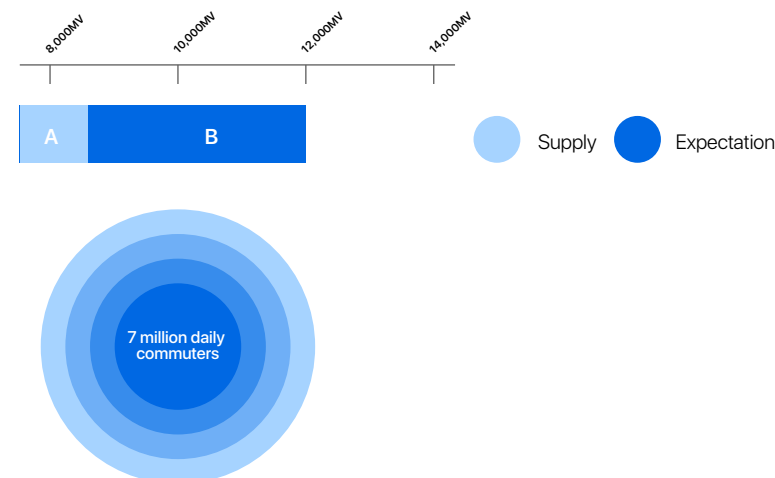 8,000MV
10,000MV
12,000MV
14,000MV
A
B
Supply
Expectation
7 million daily
commuters